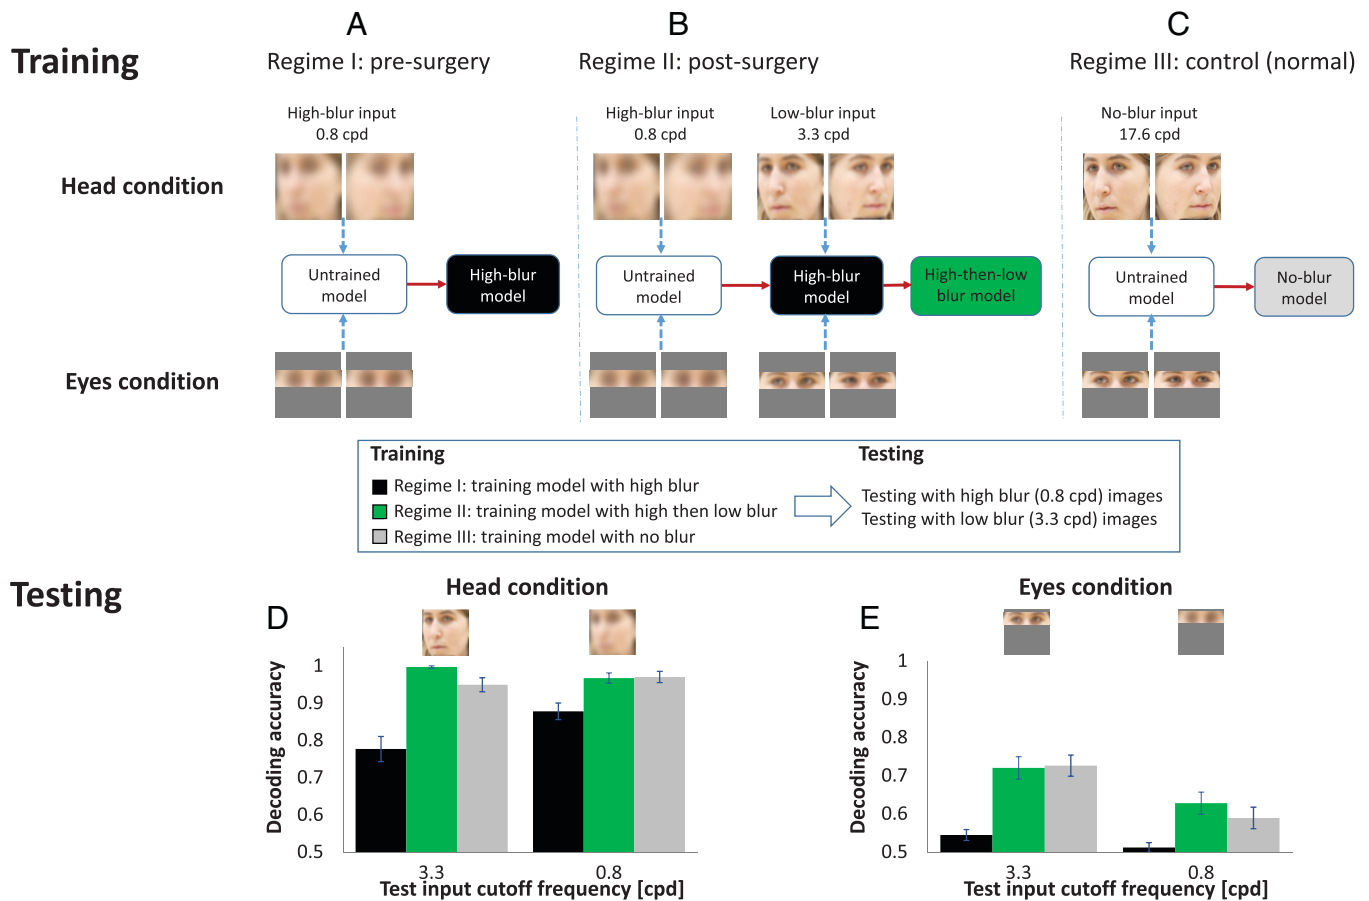 A
B
C
Training
Regime I: pre-surgery
Regime II: post-surgery
Regime III: control (normal)
High-blur input
0.8 cpd
High-blur input
0.8 cpd
Low-blur input
3.3 cpd
No-blur input
17.6 cpd
Head condition
Untrained
model
High-blur
model
Untrained
model
High-blur
model
High-then-low
blur model
Untrained
model
No-blur
model
Eyes condition
Training
Regime I: training model with high blur
Regime II: training model with high then low blur
Regime III: training model with no blur
Testing
Testing with high blur (0.8 cpd) images
Testing with low blur (3.3 cpd) images
Testing
Head condition
D
Decoding accuracy
1
0.9
0.8
0.7
0.6
0.5
3.3
0.8
Test input cutoff frequency [cpd]
Eyes condition
E
Decoding accuracy
1
0.9
0.8
0.7
0.6
0.5
3.3
0.8
Test input cutoff frequency [cpd]